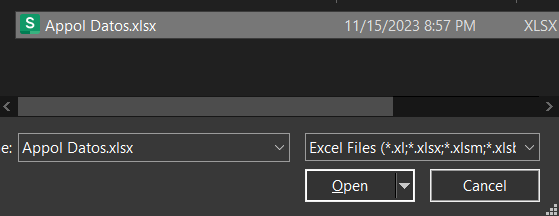 S Appol Datos.xlsx 11/15/2023 8:57 PM XLSX
e: Appol Datos.xlsx Excel Files (*.xl;*.xlsx;*.xlsm;*.xlsb
Open Cancel